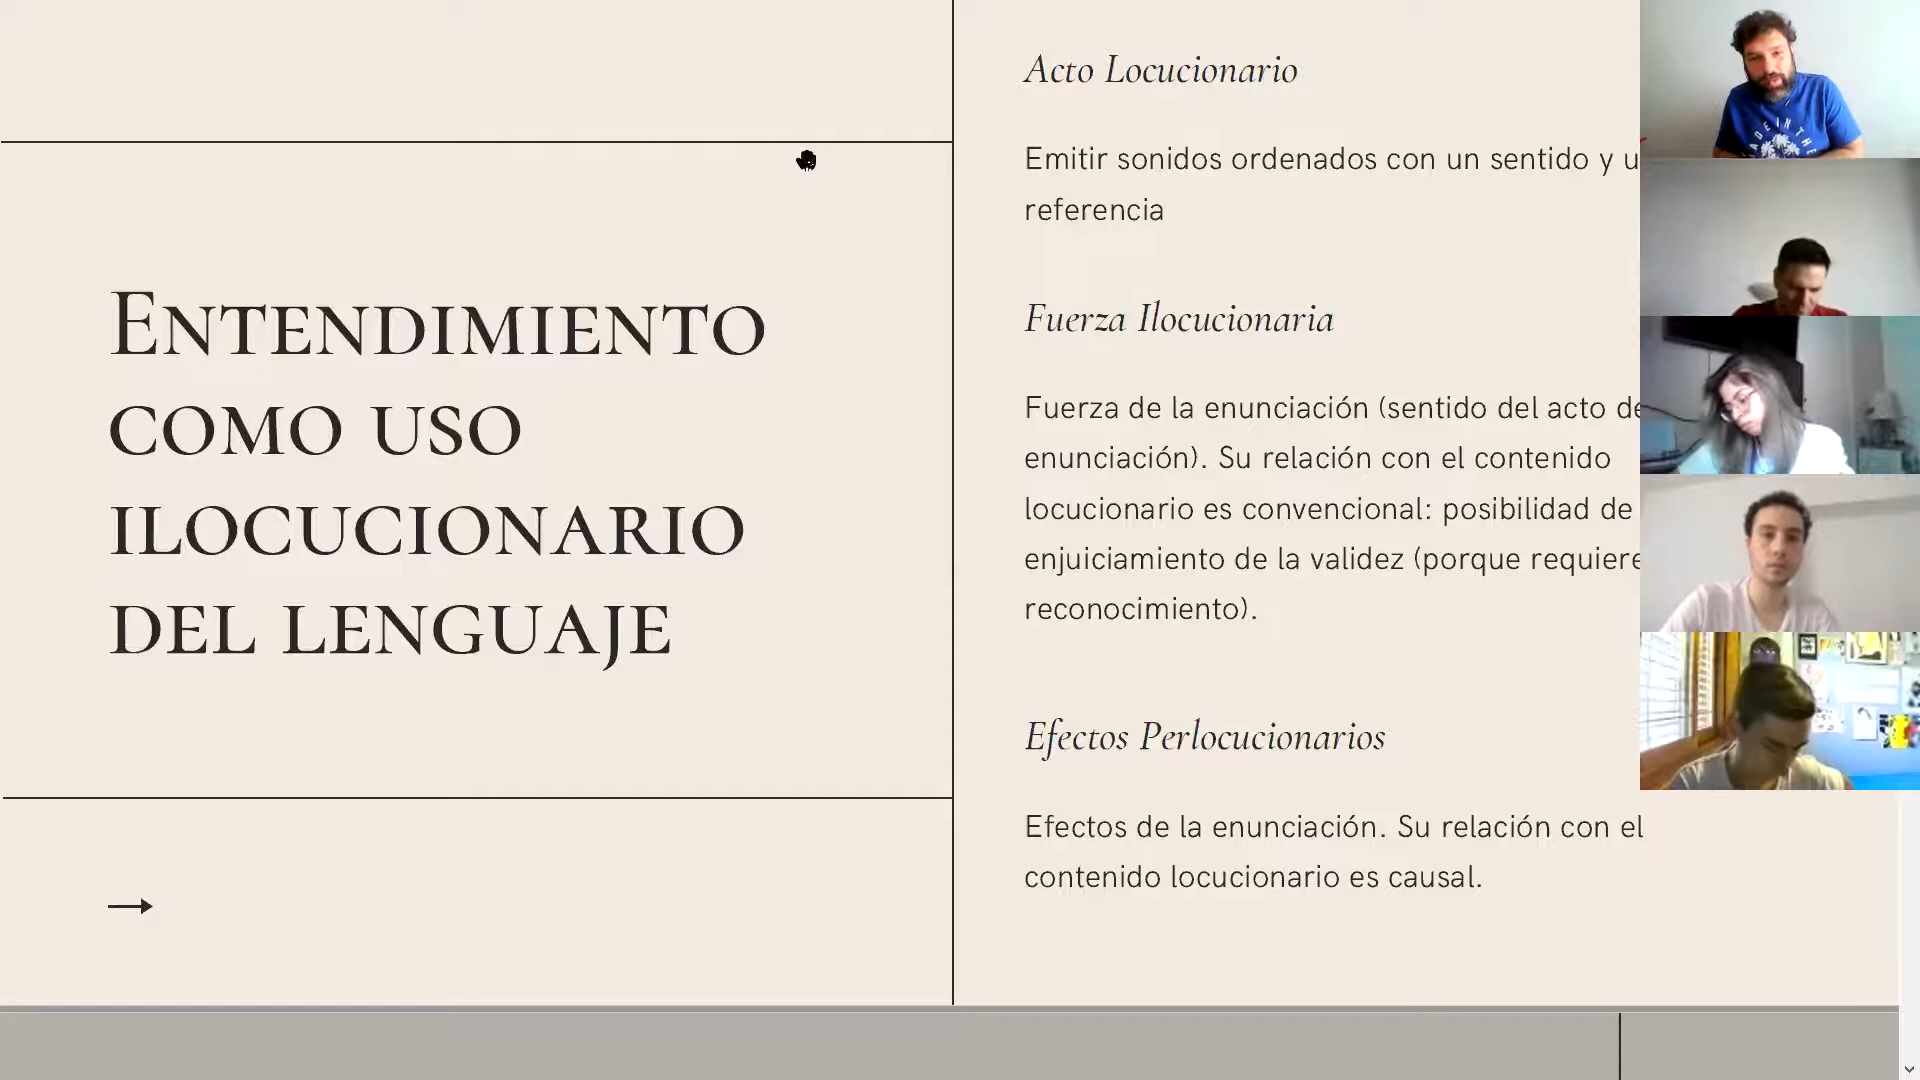 Entendimiento
como uso
ilocucionario
del lenguaje
Acto Locucionario
Emitir sonidos ordenados con un sentido y
referencia
Fuerza Ilocucionaria
Fuerza de la enunciación (sentido del acto de
enunciación). Su relación con el contenido
locucionario es convencional: posibilidad de
enjuiciamiento de la validez (porque requiere
reconocimiento).
Efectos Perlocucionarios
Efectos de la enunciación. Su relación con el
contenido locucionario es causal.